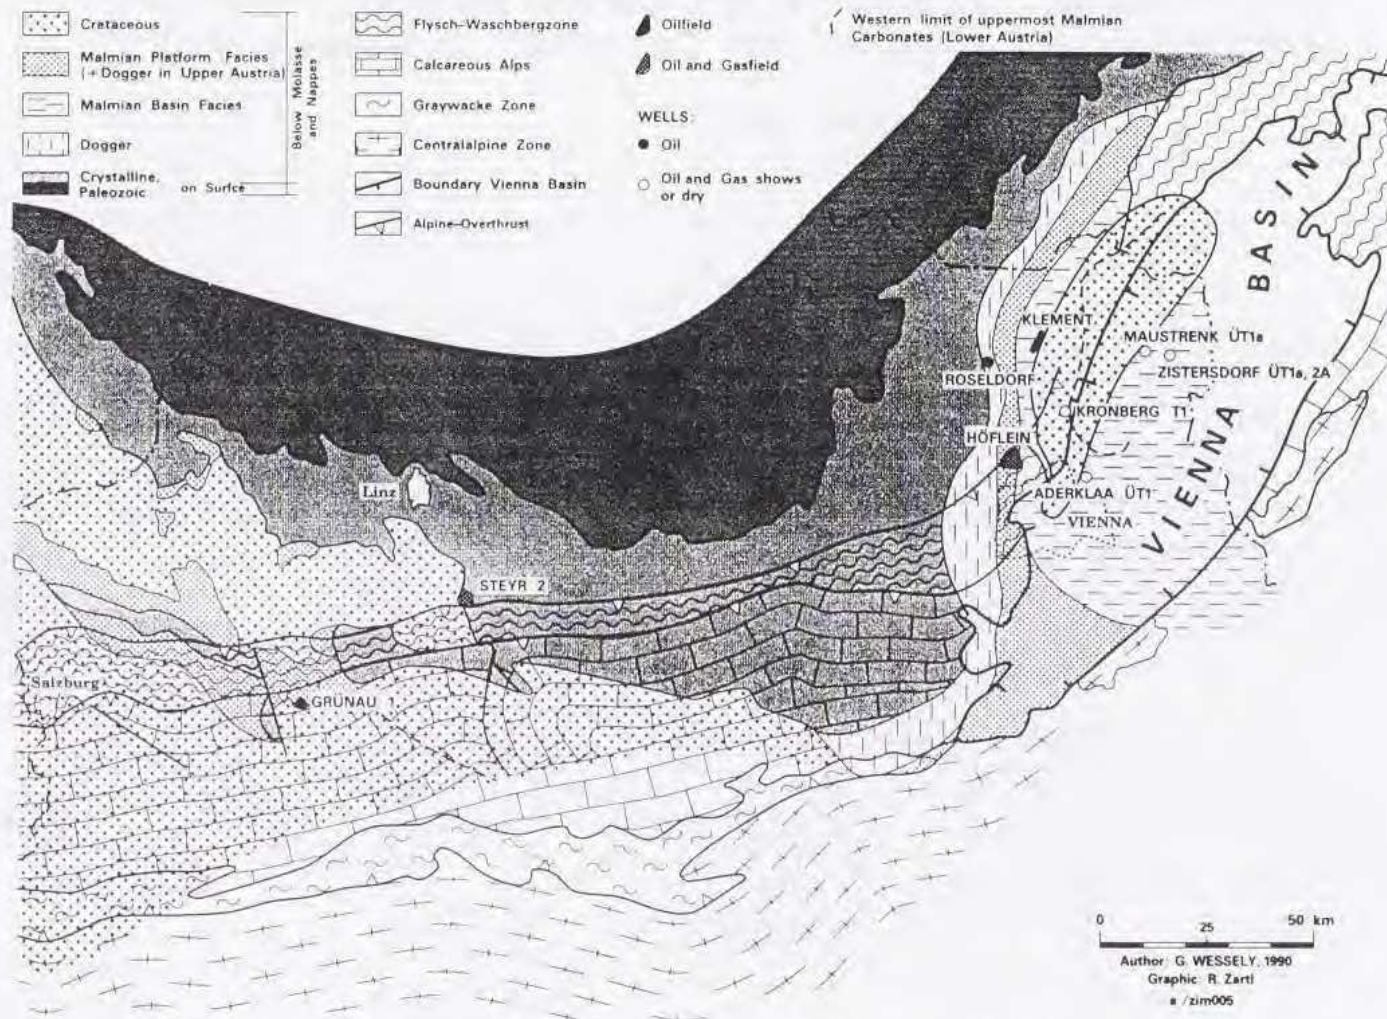 Cretaceous
Malmian Platform Facies
(+Dogger in Upper Austria)
Malmian Basin Facies
Dogger
Crystalline,
Paleozoic
on Surfce
Below Molasse
and Nappes
Flysch-Waschbergzone
Calcareous Alps
Graywacke Zone
Centralalpine Zone
Boundary Vienna Basin
Alpine-Overthrust
Oilfield
Oil and Gasfield
WELLS:
Oil
Oil and Gas shows
or dry
Western limit of uppermost Malmian
Carbonates (Lower Austria)
VIENNA BASIN
KLEMENT
MAUSTRENK ÜT1a
ROSELDORF
ZISTERSDORF ÜT1a, 2A
KRONBERG T1
HÖFLEIN
ADERKLAA ÜT1
VIENNA
Linz
STEYR 2
Salzburg
GRÜNAU 1
0 25 50 km
Author: G. WESSELY, 1990
Graphic: R. Zartl
a /zim005